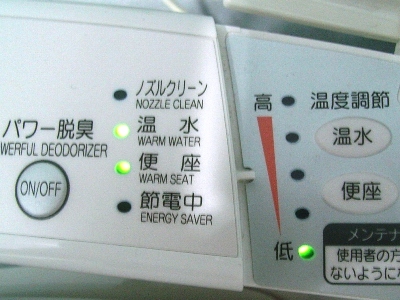 ノズルクリーン
NOZZLE CLEAN
パワー脱臭
WERFUL DEODORIZER
ON/OFF
温 水
WARM WATER
便 座
WARM SEAT
節電中
ENERGY SAVER
高
低
温度調節
温水
便座
メンテナ
使用者の方
ないようにな